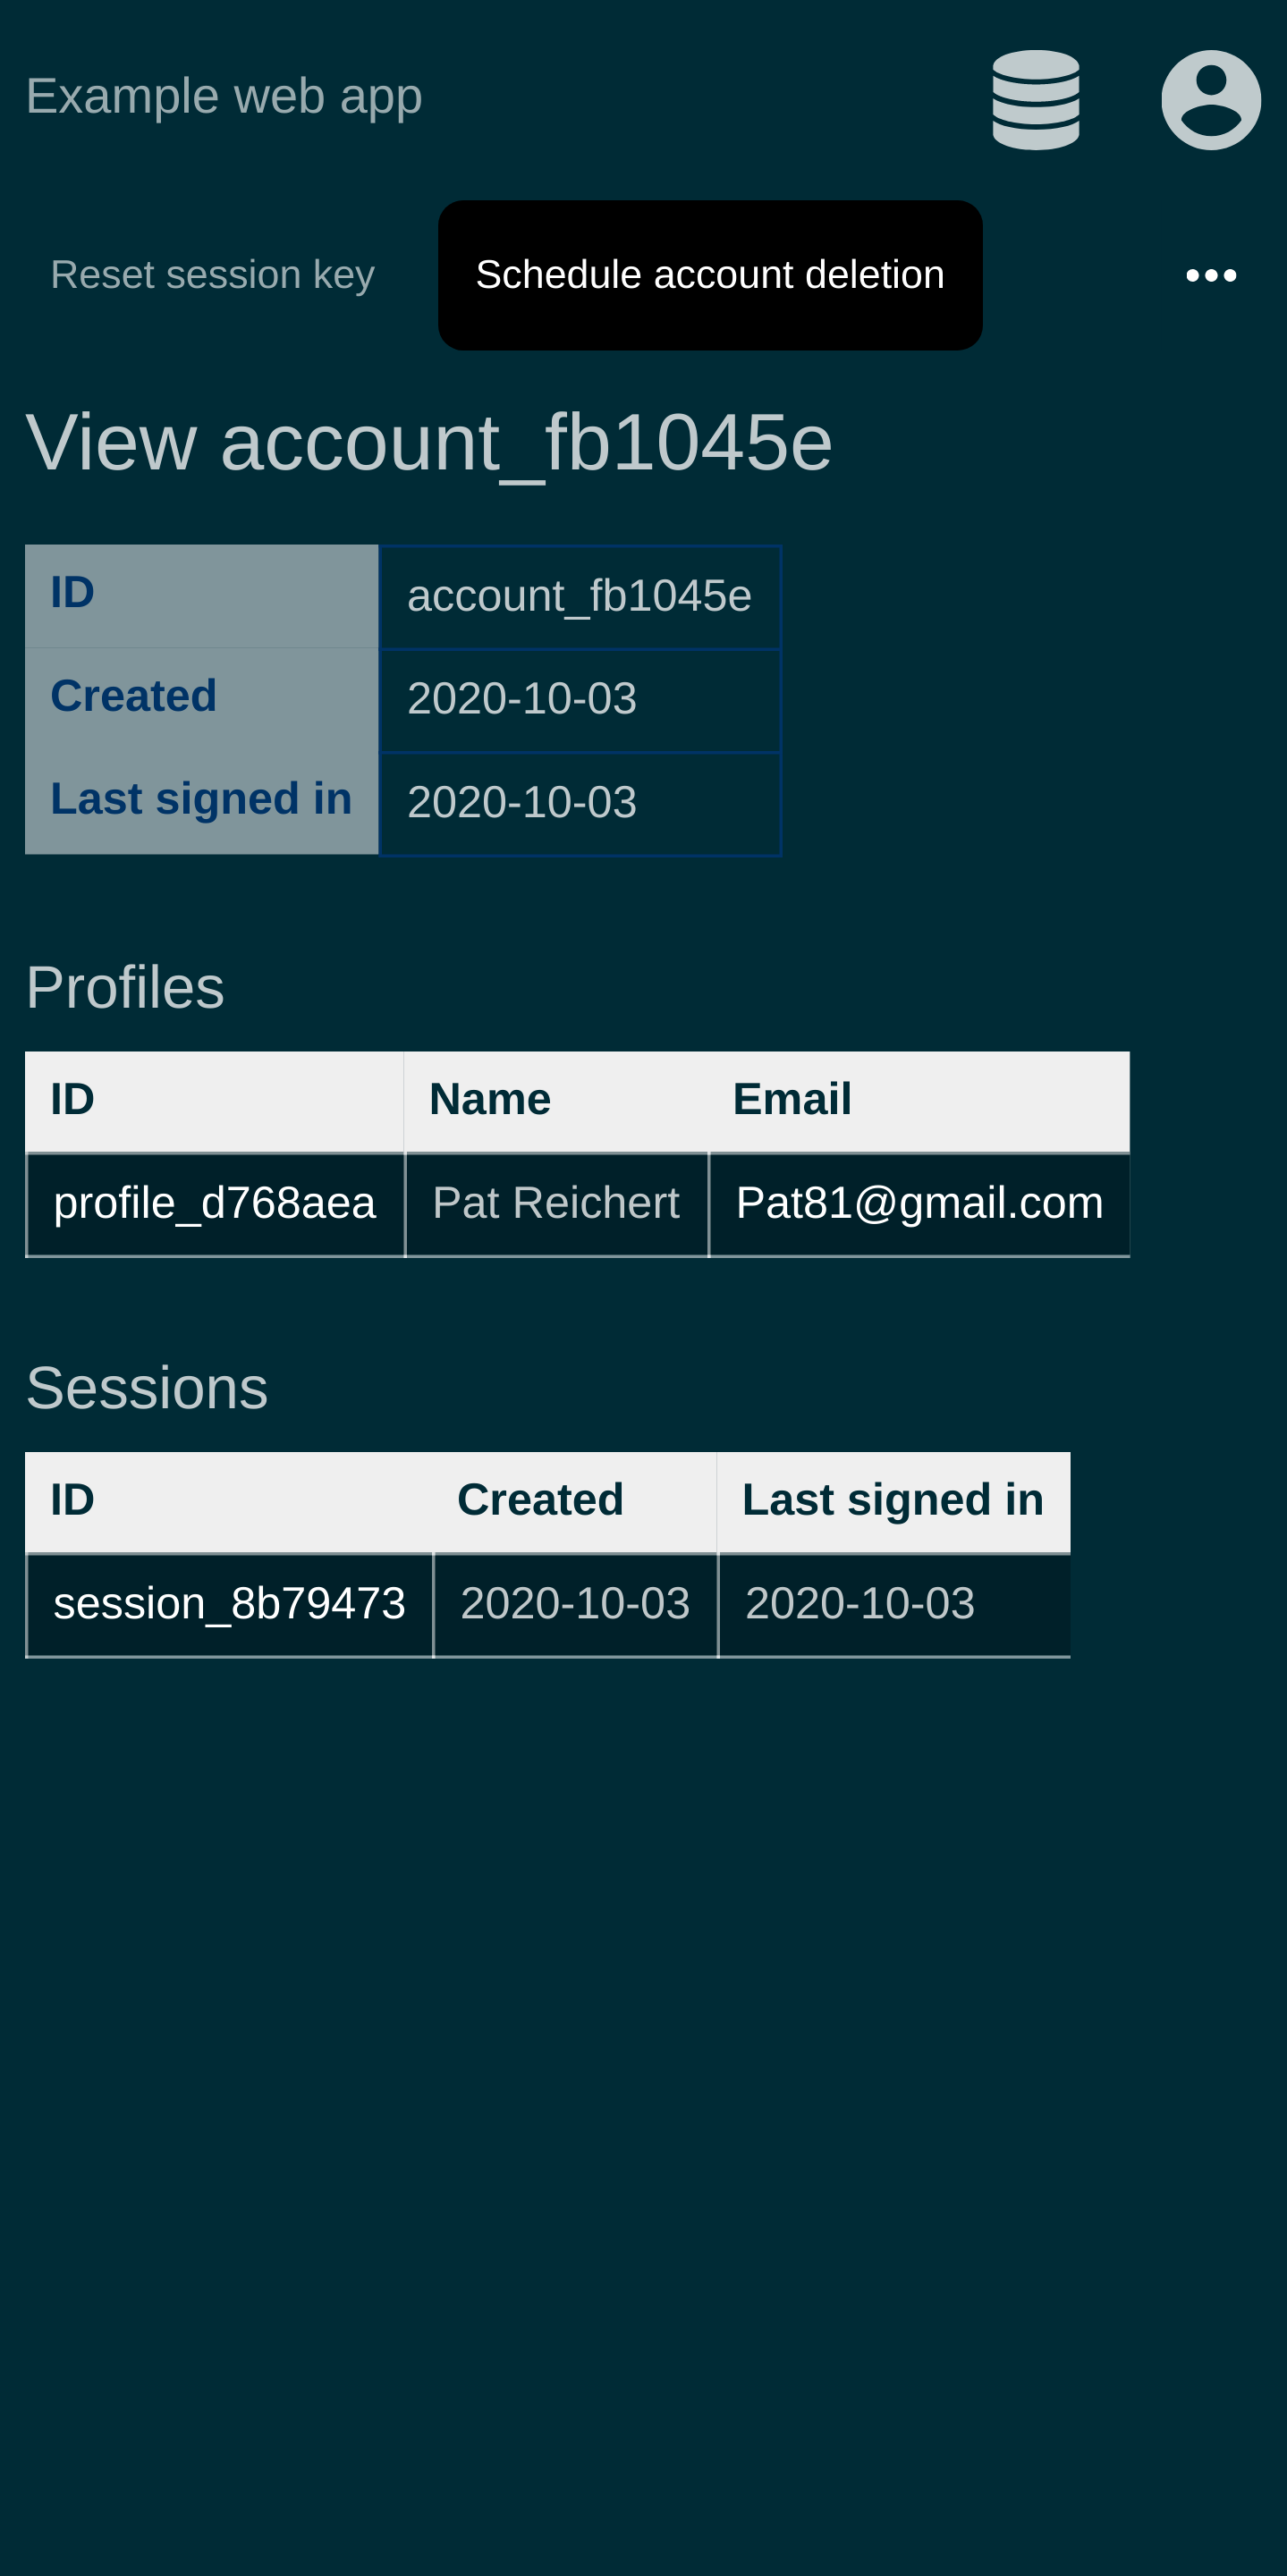 Example web app
Reset session key Schedule account deletion
View account_fb1045e
ID account_fb1045e
Created 2020-10-03
Last signed in 2020-10-03
Profiles
ID Name Email
profile_d768aea Pat Reichert Pat81@gmail.com
Sessions
ID Created Last signed in
session_8b79473 2020-10-03 2020-10-03